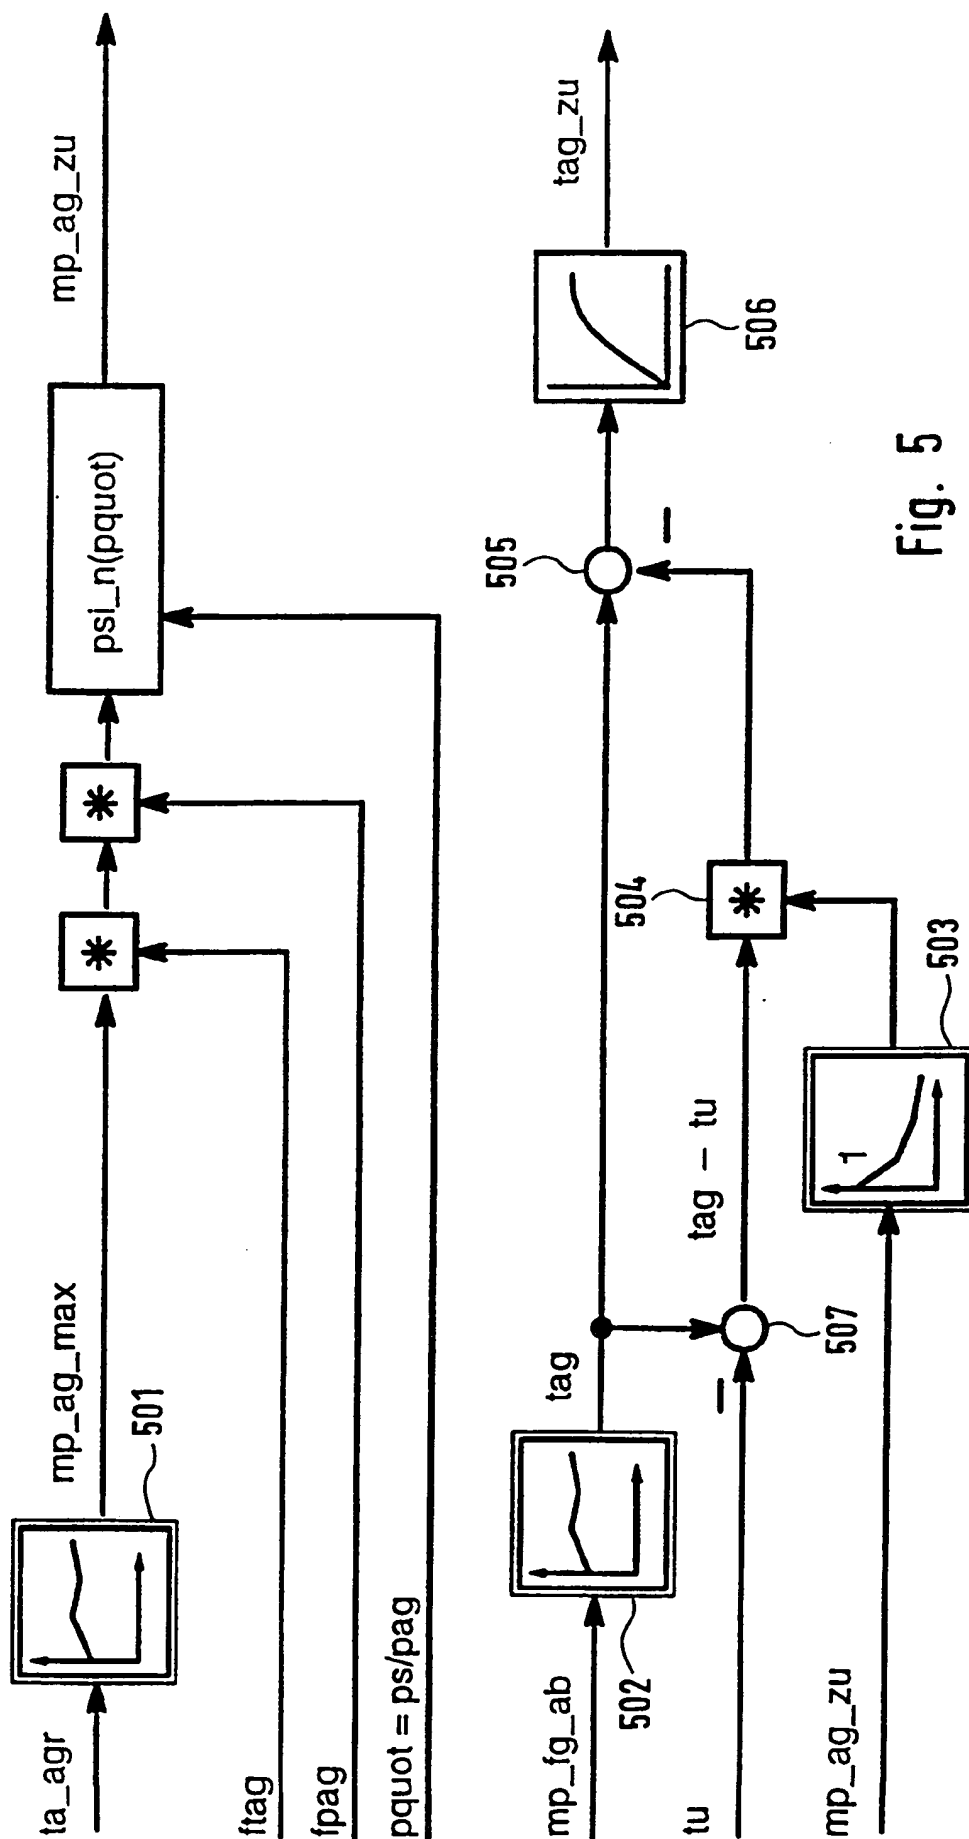 ta_agr
501
mp_ag_max
*
*
psi_n(pquot)
mp_ag_zu
ftag
fpag
pquot = ps/pag
mp_fg_ab
502
tag
505
506
tag_zu
tu
507
tag – tu
504
*
mp_ag_zu
1
503
Fig. 5